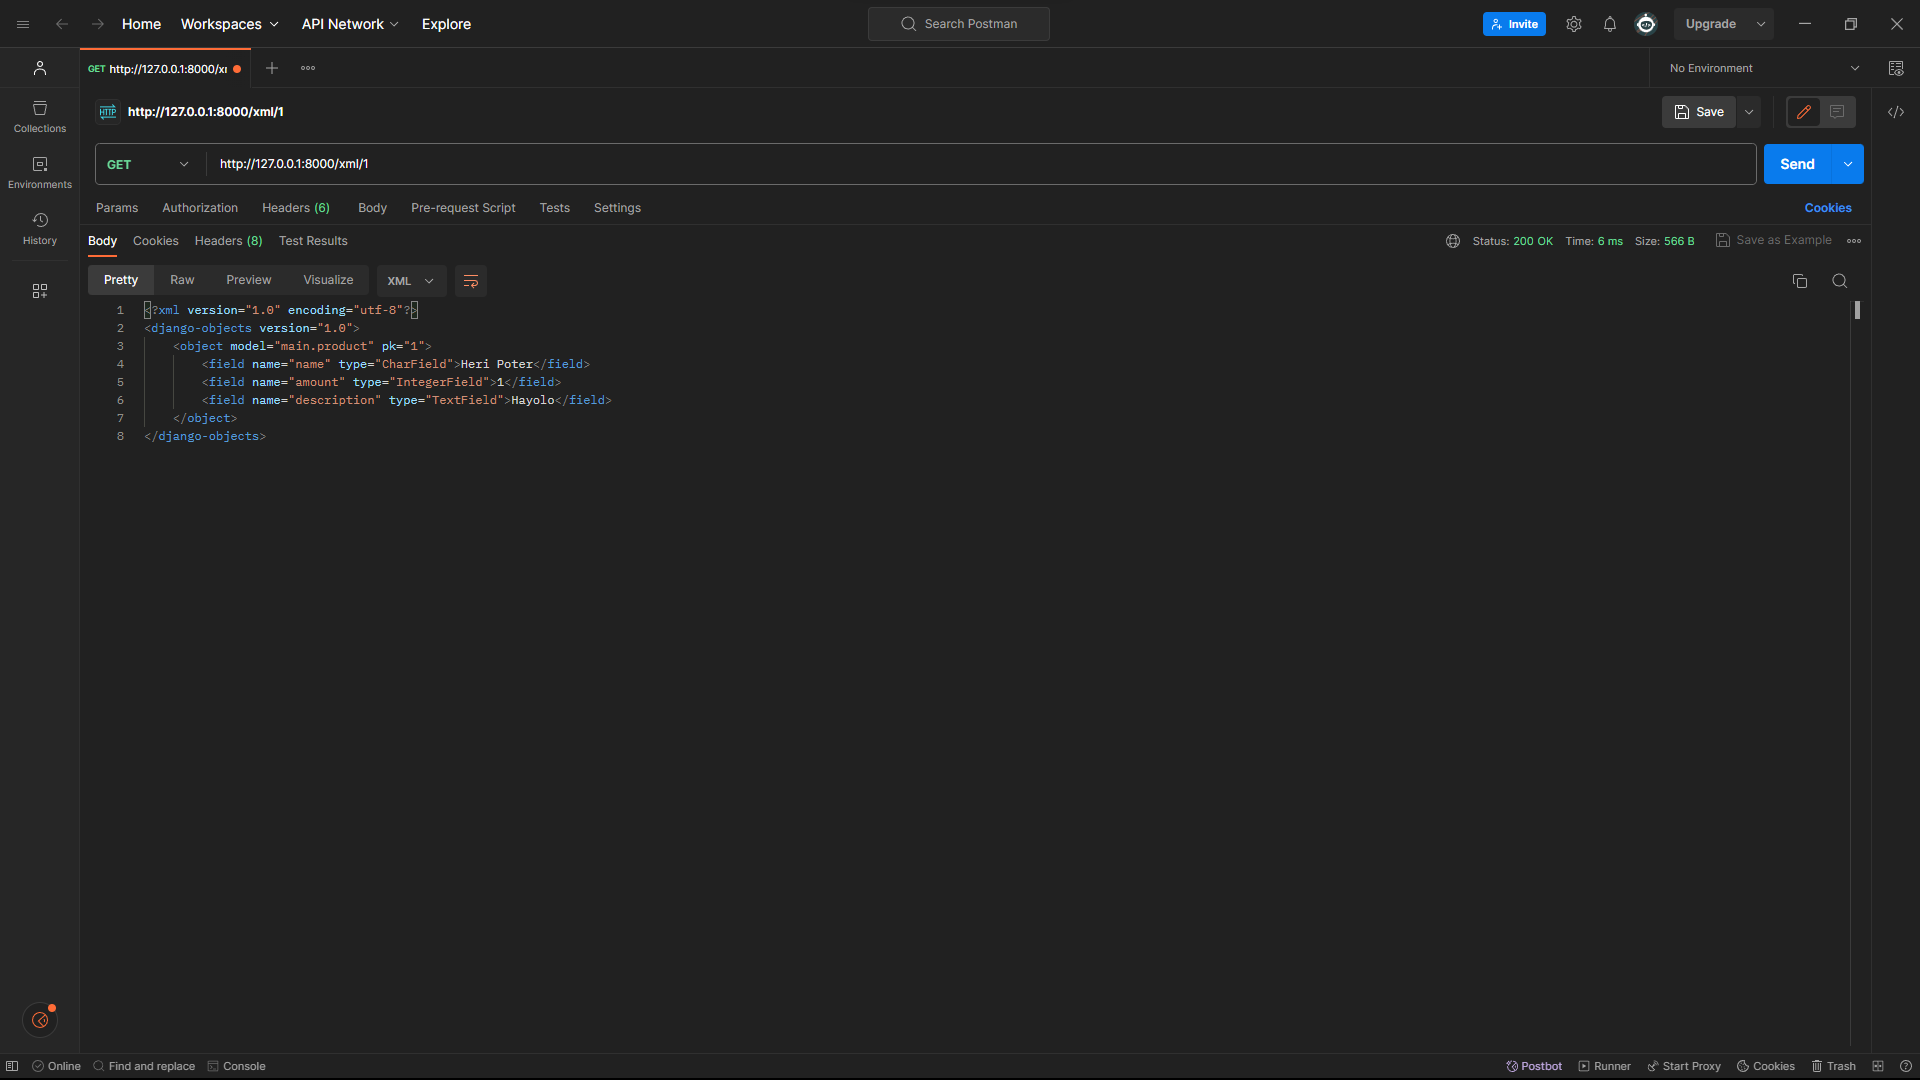 Home Workspaces API Network Explore Search Postman Invite Upgrade
GET http://127.0.0.1:8000/x No Environment
HTTP http://127.0.0.1:8000/xml/1 Save
GET http://127.0.0.1:8000/xml/1 Send
Params Authorization Headers (6) Body Pre-request Script Tests Settings Cookies
Body Cookies Headers (8) Test Results Status: 200 OK Time: 6 ms Size: 566 B Save as Example
Pretty Raw Preview Visualize XML
Collections
Environments
History
1 <?xml version="1.0" encoding="utf-8"?>
2 <django-objects version="1.0">
3 <object model="main.product" pk="1">
4 <field name="name" type="CharField">Heri Poter</field>
5 <field name="amount" type="IntegerField">1</field>
6 <field name="description" type="TextField">Hayolo</field>
7 </object>
8 </django-objects>
Online Find and replace Console Postbot Runner Start Proxy Cookies Trash